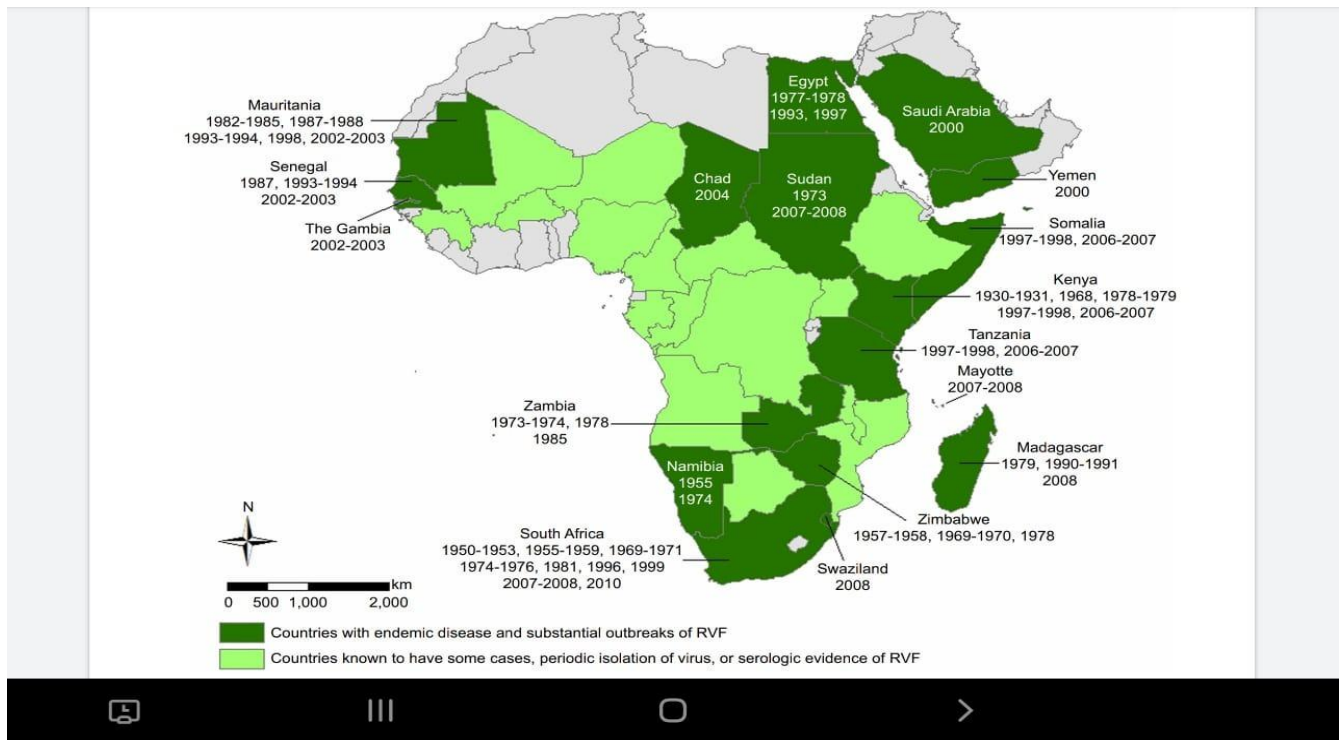 Mauritania
1982-1985, 1987-1988
1993-1994, 1998, 2002-2003
Senegal
1987, 1993-1994
2002-2003
The Gambia
2002-2003
Egypt
1977-1978
1993, 1997
Saudi Arabia
2000
Chad
2004
Sudan
1973
2007-2008
Yemen
2000
Somalia
1997-1998, 2006-2007
Kenya
1930-1931, 1968, 1978-1979
1997-1998, 2006-2007
Tanzania
1997-1998, 2006-2007
Mayotte
2007-2008
Zambia
1973-1974, 1978
1985
Madagascar
1979, 1990-1991
2008
Namibia
1955
1974
Zimbabwe
1957-1958, 1969-1970, 1978
South Africa
1950-1953, 1955-1959, 1969-1971
1974-1976, 1981, 1996, 1999
2007-2008, 2010
Swaziland
2008
N
km
0 500 1,000 2,000
Countries with endemic disease and substantial outbreaks of RVF
Countries known to have some cases, periodic isolation of virus, or serologic evidence of RVF